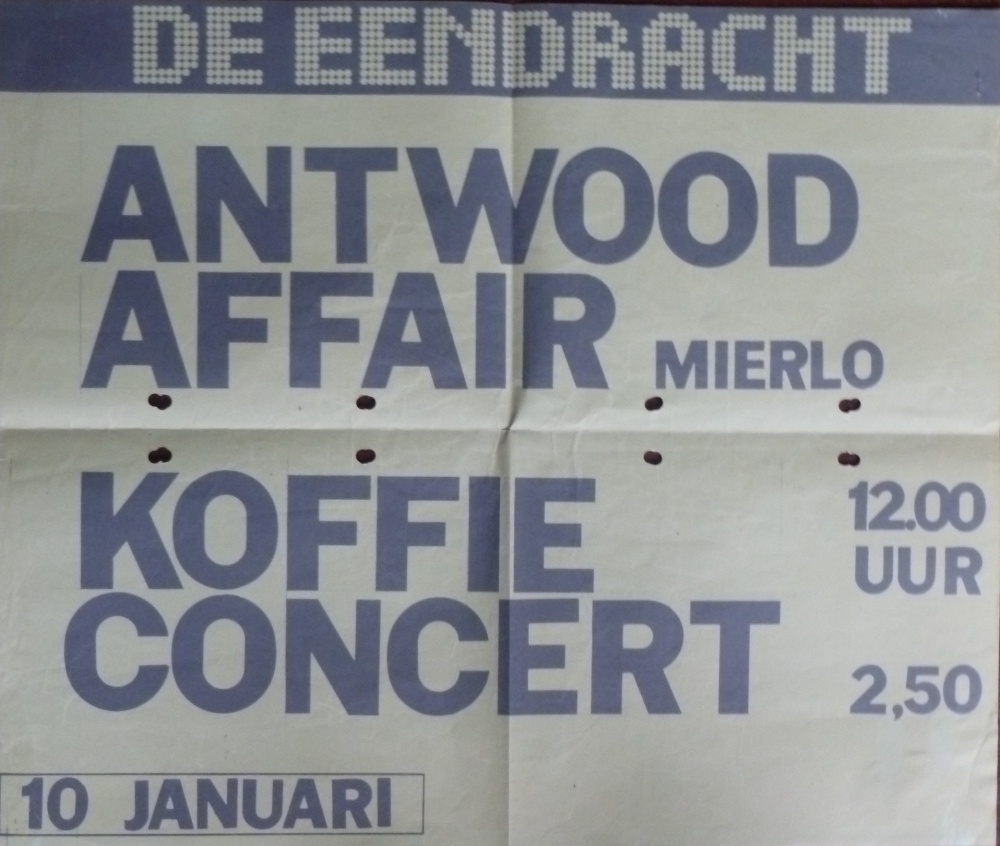 DE EENDRACHT
ANTWOOD
AFFAIR MIERLO
KOFFIE
CONCERT
12.00
UUR
2,50
10 JANUARI